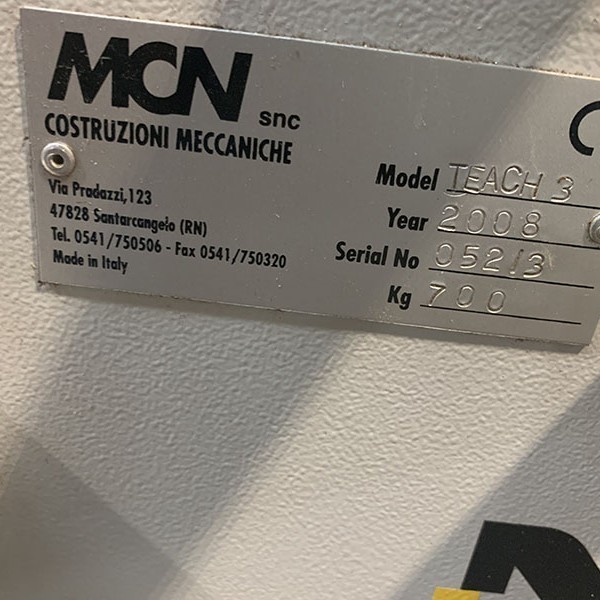 MCN snc
COSTRUZIONI MECCANICHE
Via Pradazzi,123
47828 Santarcangelo (RN)
Tel. 0541/750506 - Fax 0541/750320
Made in Italy
Model TEACH 3
Year 2008
Serial No 052/3
Kg 700